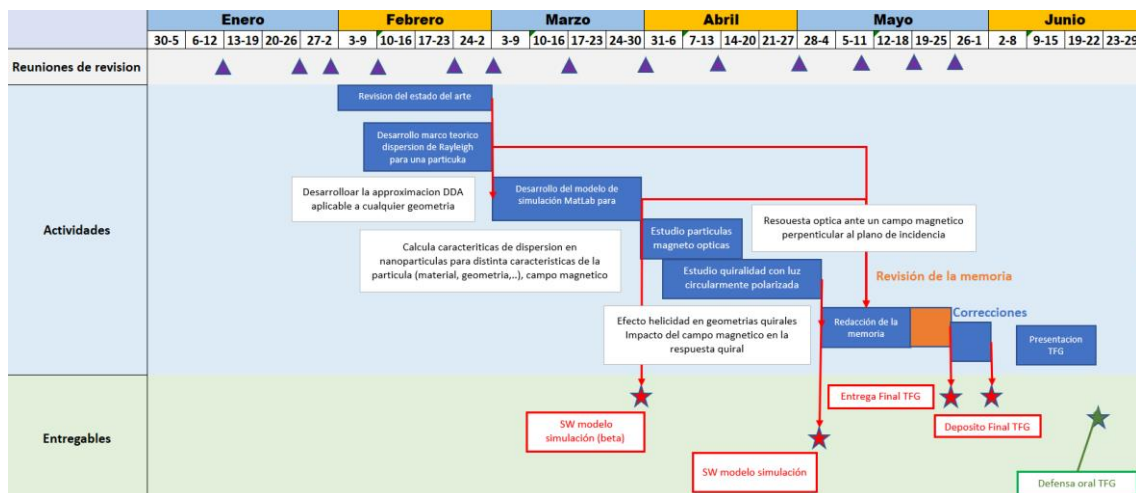 Enero Febrero Marzo Abril Mayo Junio
30-5 6-12 13-19 20-26 27-2 3-9 10-16 17-23 24-2 3-9 10-16 17-23 24-30 31-6 7-13 14-20 21-27 28-4 5-11 12-18 19-25 26-1 2-8 9-15 19-22 23-29
Reuniones de revision
Revision del estado del arte
Desarrollo marco teorico
dispersion de Rayleigh
para una particuka
Desarrolloar la approximacion DDA
aplicable a cualquier geometria
Desarrollo del modelo de
simulación MatLab para
Actividades
Estudio particulas
magneto opticas
Resouesta optica ante un campo magnetico
perpenticular al plano de incidencia
Calcula caracteriticas de dispersion en
nanoparticulas para distinta characteristicas de la
particula (material, geometria,..), campo magnetico
Estudio quiralidad con luz
circularmente polarizada
Revisión de la memoria
Efecto helicidad en geometrias quirales
Impacto del campo magnetico en la
respuesta quiral
Redacción de la
memoria
Correcciones
Presentacion
TFG
Entregables
SW modelo
simulación (beta)
Entrega Final TFG
Deposito Final TFG
SW modelo simulación
Defensa oral TFG